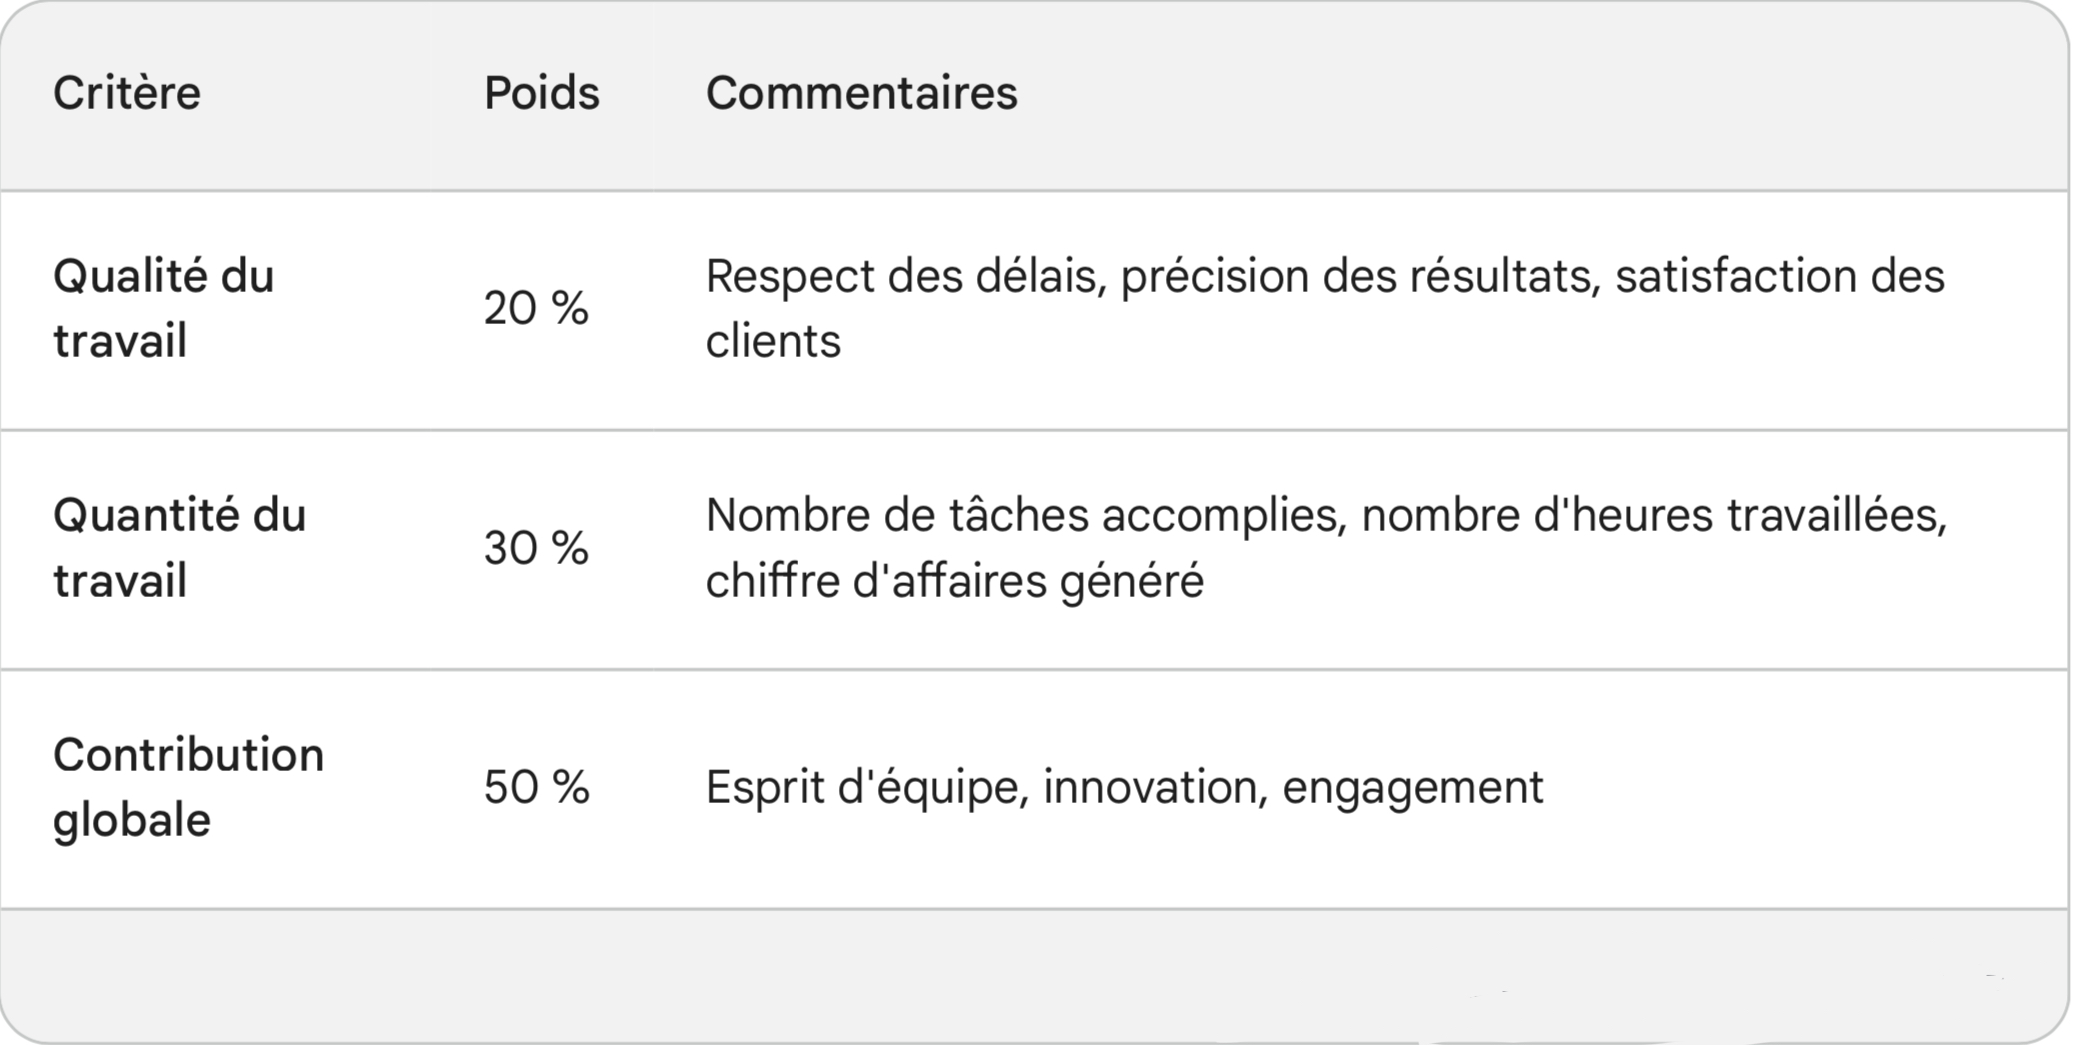 Critère Poids Commentaires
Qualité du
travail
20 %
Respect des délais, précision des résultats, satisfaction des
clients
Quantité du
travail
30 %
Nombre de tâches accomplies, nombre d'heures travaillées,
chiffre d'affaires généré
Contribution
globale
50 %
Esprit d'équipe, innovation, engagement